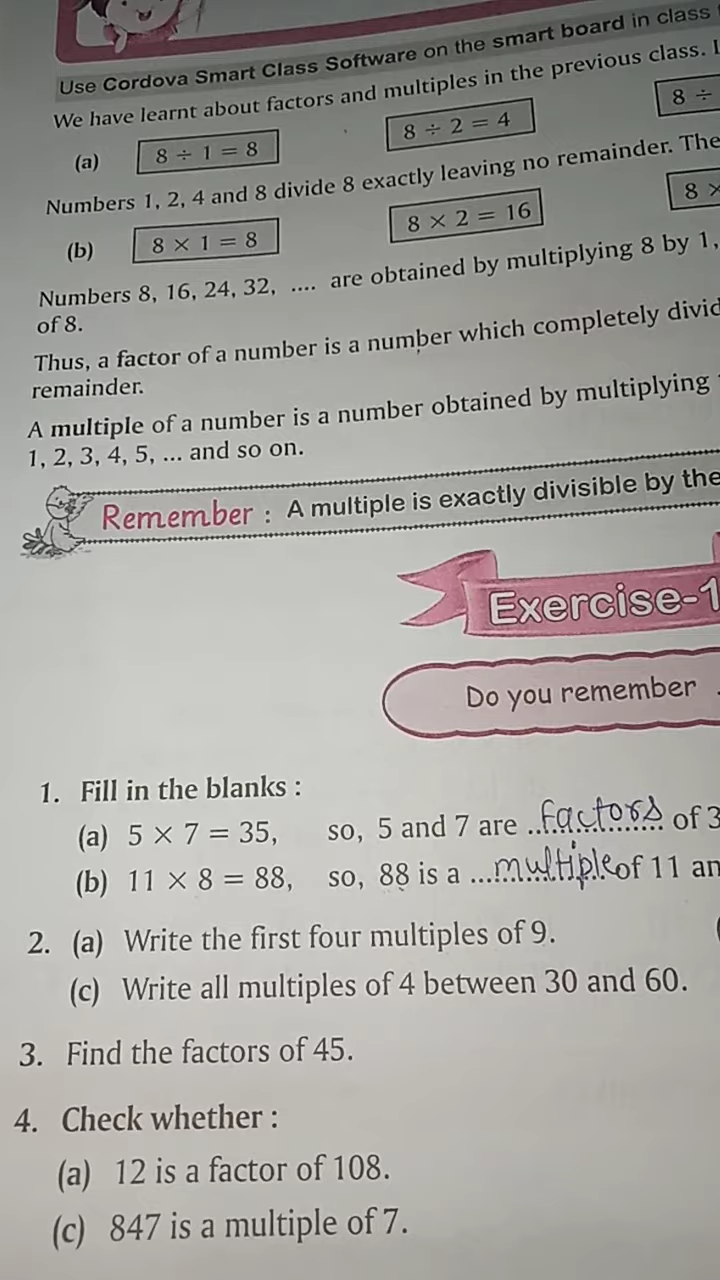 Use Cordova Smart Class Software on the smart board in class
We have learnt about factors and multiples in the previous class.
(a) 8 ÷ 1 = 8 8 ÷ 2 = 4 8 ÷
Numbers 1, 2, 4 and 8 divide 8 exactly leaving no remainder. The
(b) 8 × 1 = 8 8 × 2 = 16 8 ×
Numbers 8, 16, 24, 32, .... are obtained by multiplying 8 by 1,
of 8.
Thus, a factor of a number is a number which completely divid
remainder.
A multiple of a number is a number obtained by multiplying
1, 2, 3, 4, 5, ... and so on.
Remember : A multiple is exactly divisible by the
Exercise-1
Do you remember
1. Fill in the blanks :
(a) 5 × 7 = 35, so, 5 and 7 are ..factors.. of 3
(b) 11 × 8 = 88, so, 88 is a ...multiple of 11 an
2. (a) Write the first four multiples of 9.
(c) Write all multiples of 4 between 30 and 60.
3. Find the factors of 45.
4. Check whether :
(a) 12 is a factor of 108.
(c) 847 is a multiple of 7.